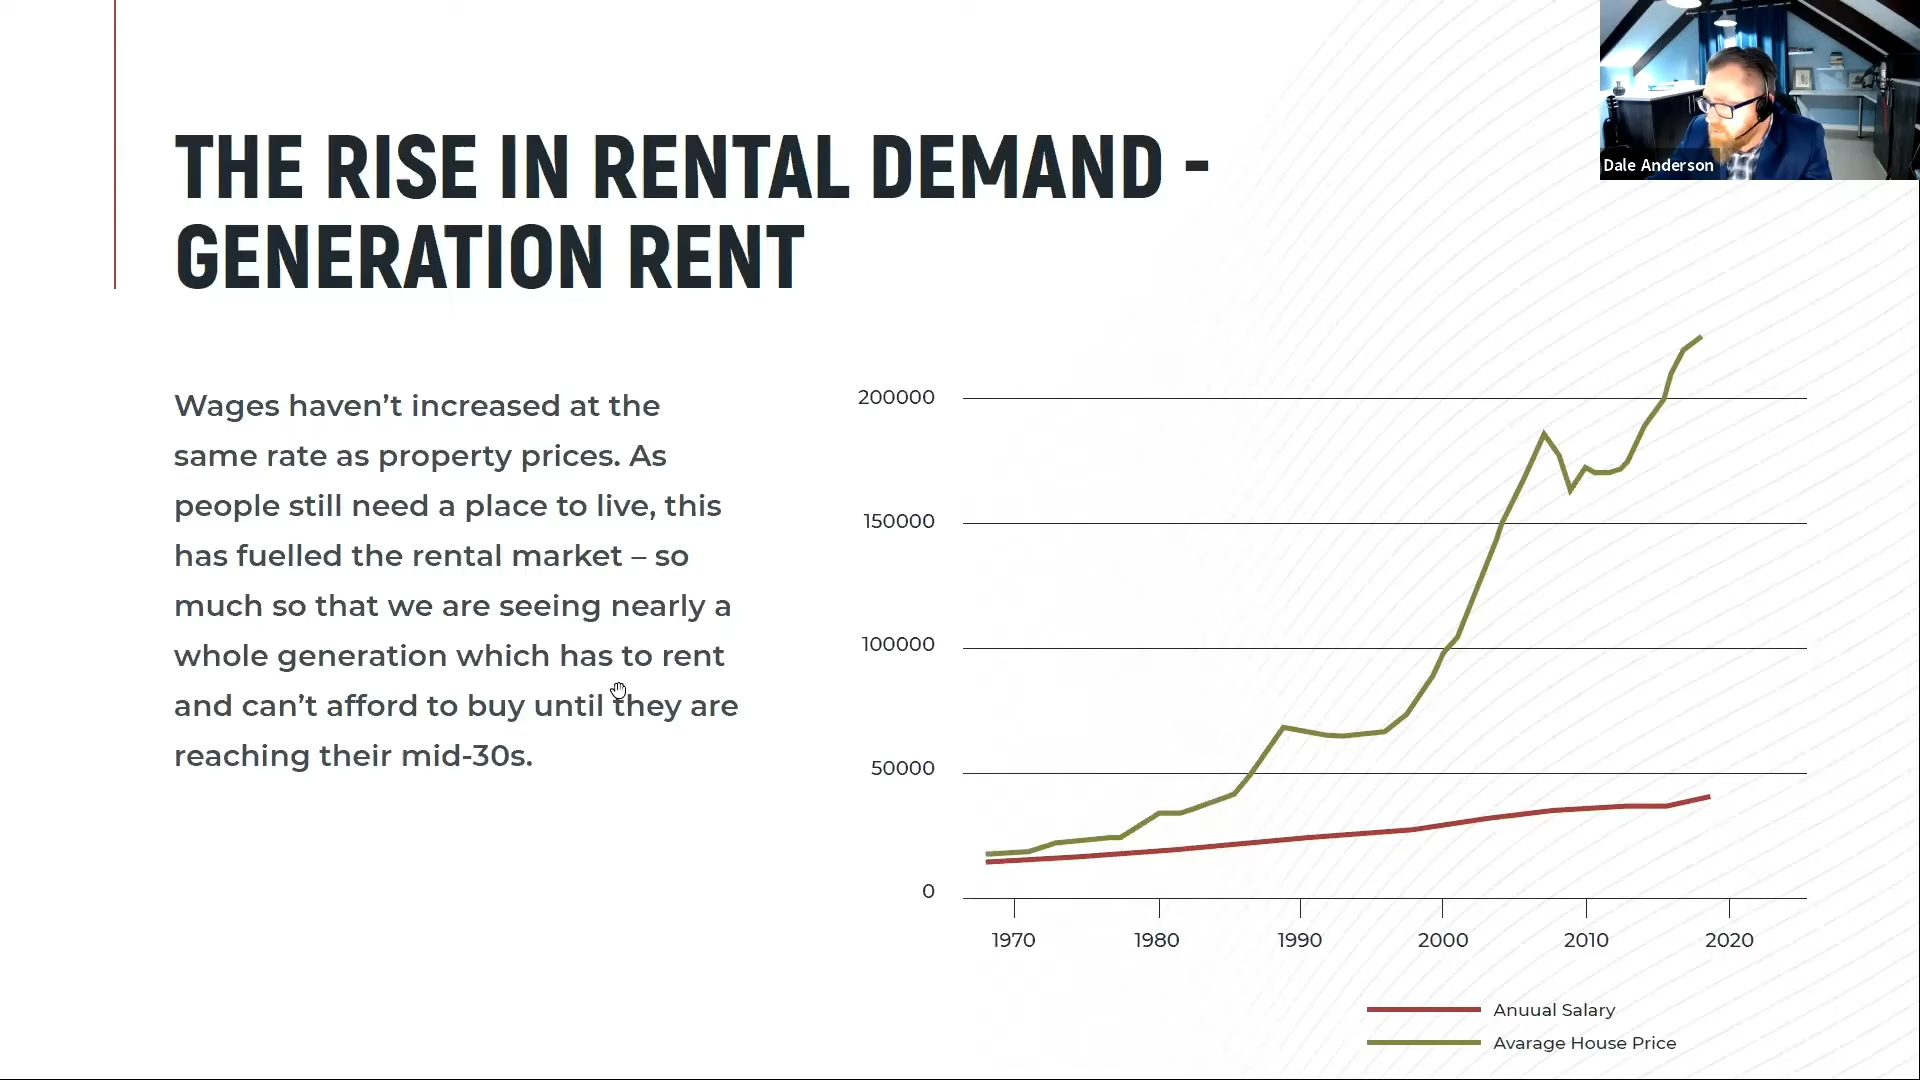 THE RISE IN RENTAL DEMAND -
GENERATION RENT
Dale Anderson
Wages haven’t increased at the
same rate as property prices. As
people still need a place to live, this
has fuelled the rental market – so
much so that we are seeing nearly a
whole generation which has to rent
and can’t afford to buy until they are
reaching their mid-30s.
200000
150000
100000
50000
0
1970 1980 1990 2000 2010 2020
Anuual Salary
Avarage House Price